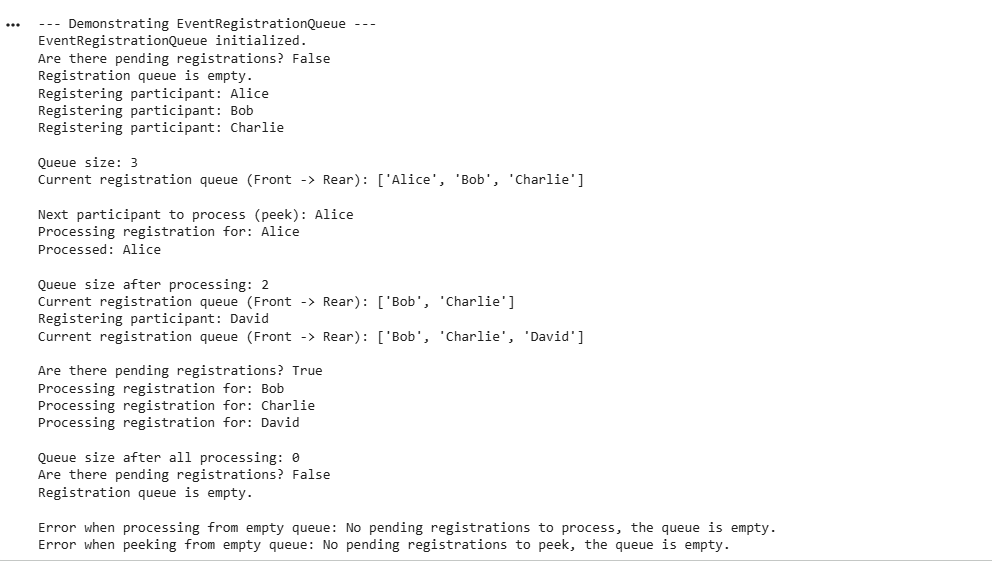 --- Demonstrating EventRegistrationQueue ---
EventRegistrationQueue initialized.
Are there pending registrations? False
Registration queue is empty.
Registering participant: Alice
Registering participant: Bob
Registering participant: Charlie
Queue size: 3
Current registration queue (Front -> Rear): ['Alice', 'Bob', 'Charlie']
Next participant to process (peek): Alice
Processing registration for: Alice
Processed: Alice
Queue size after processing: 2
Current registration queue (Front -> Rear): ['Bob', 'Charlie']
Registering participant: David
Current registration queue (Front -> Rear): ['Bob', 'Charlie', 'David']
Are there pending registrations? True
Processing registration for: Bob
Processing registration for: Charlie
Processing registration for: David
Queue size after all processing: 0
Are there pending registrations? False
Registration queue is empty.
Error when processing from empty queue: No pending registrations to process, the queue is empty.
Error when peeking from empty queue: No pending registrations to peek, the queue is empty.